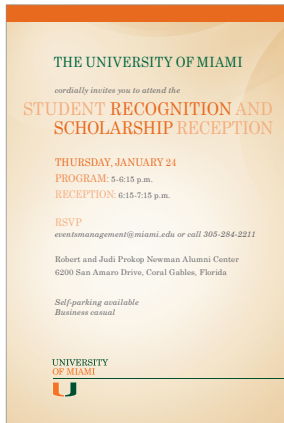 THE UNIVERSITY OF MIAMI
cordially invites you to attend the
STUDENT RECOGNITION AND
SCHOLARSHIP RECEPTION
THURSDAY, JANUARY 24
PROGRAM: 5-6:15 p.m.
RECEPTION: 6:15-7:15 p.m.
RSVP
eventsmanagement@miami.edu or call 305-284-2211
Robert and Judi Prokop Newman Alumni Center
6200 San Amaro Drive, Coral Gables, Florida
Self-parking available
Business casual
UNIVERSITY
OF MIAMI
U